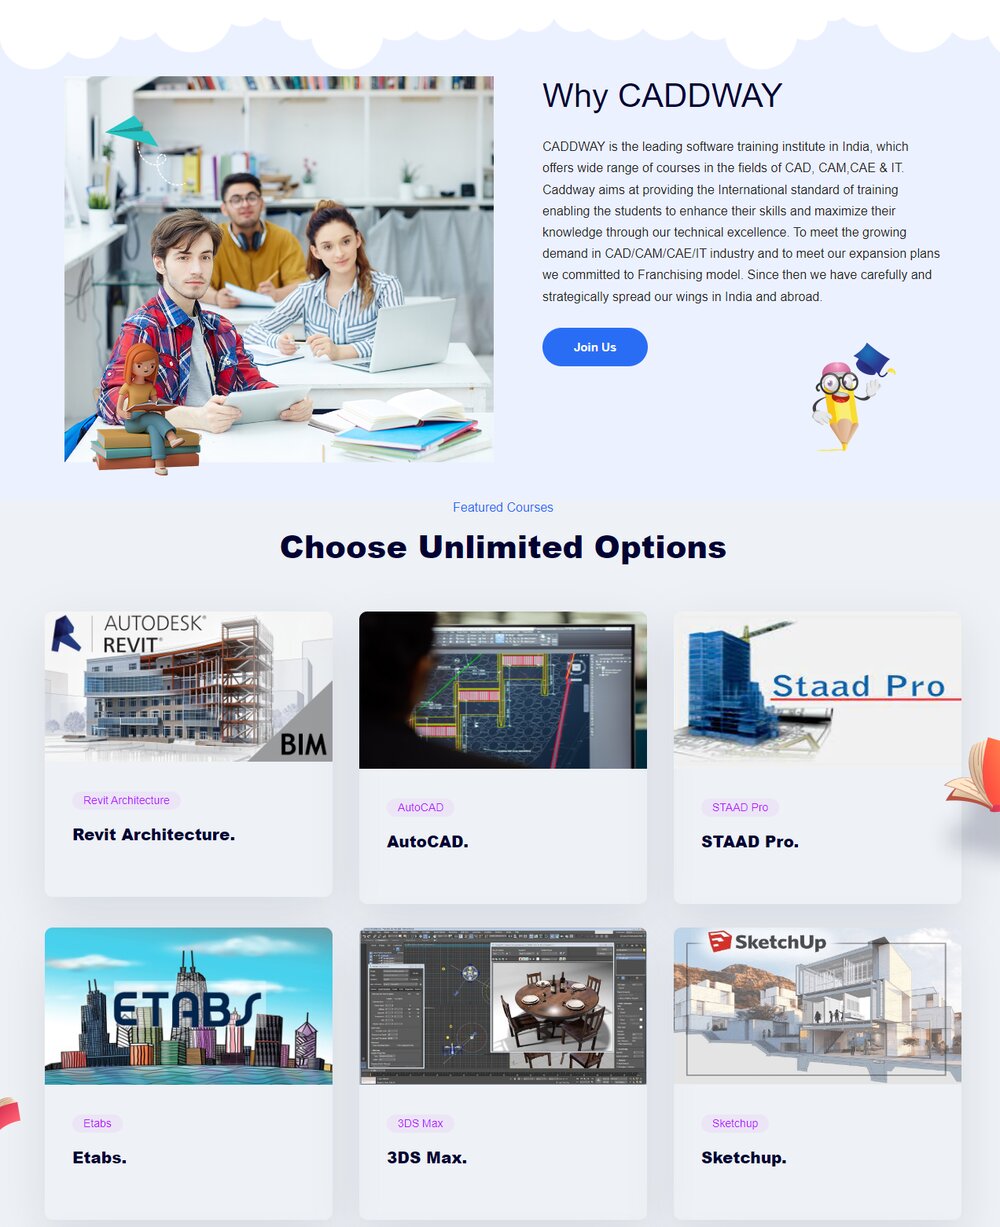 Why CADDWAY
CADDWAY is the leading software training institute in India, which
offers wide range of courses in the fields of CAD, CAM,CAE & IT.
Caddway aims at providing the International standard of training
enabling the students to enhance their skills and maximize their
knowledge through our technical excellence. To meet the growing
demand in CAD/CAM/CAE/IT industry and to meet our expansion plans
we committed to Franchising model. Since then we have carefully and
strategically spread our wings in India and abroad.
Join Us
Featured Courses
Choose Unlimited Options
AUTODESK®
REVIT®
BIM
Revit Architecture
Revit Architecture.
AutoCAD
AutoCAD.
Staad Pro
STAAD Pro
STAAD Pro.
ETABS
Etabs
Etabs.
3DS Max
3DS Max.
SketchUp
Sketchup
Sketchup.